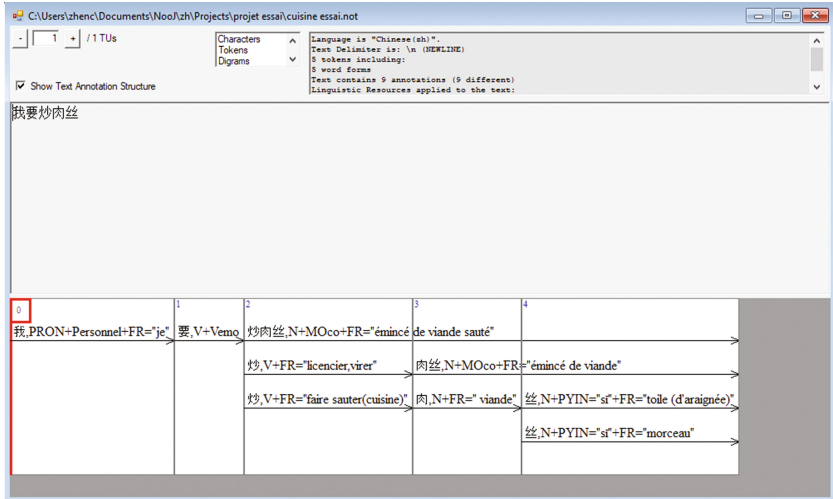 C:\Users\zhenc\Documents\NooJ\zh\Projects\projet essai\cuisine essai.not
- 1 + / 1 TUs
Characters
Tokens
Digrams
Show Text Annotation Structure
Language is "Chinese(zh)".
Text Delimiter is: \n (NEWLINE)
5 tokens including:
5 word forms
Text contains 9 annotations (9 different)
Linguistic Resources applied to the text:
我要炒肉丝
0 1 2 3 4
我,PRON+Personnel+FR="je" 要,V+Vemo 炒肉丝,N+MOco+FR="émincé de viande sauté"
炒,V+FR="licencier,virer" 肉丝,N+MOco+FR="émincé de viande"
炒,V+FR="faire sauter(cuisine)" 肉,N+FR=" viande" 丝,N+PYIN="si"+FR="toile (d'araignée)"
丝,N+PYIN="si"+FR="morceau"